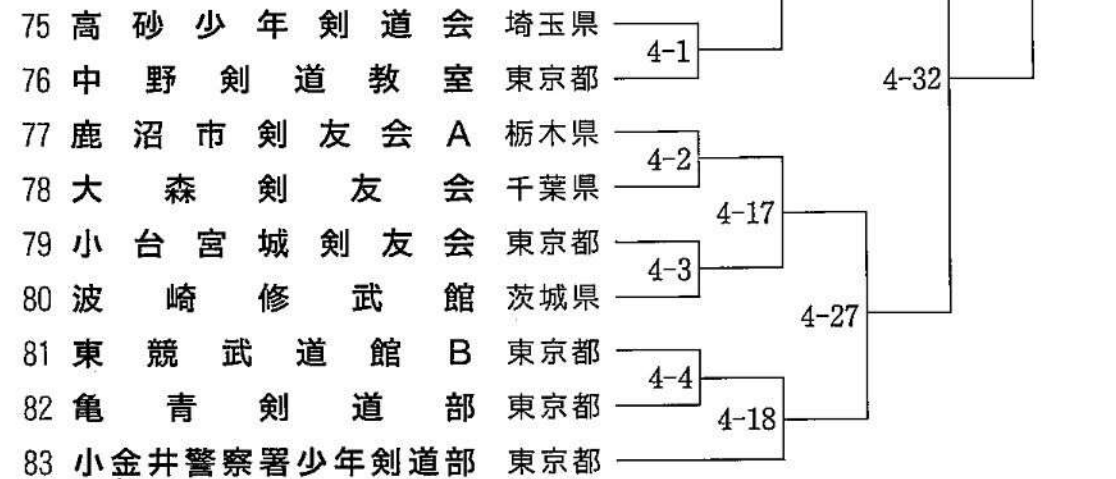 75 高砂少年剣道会 埼玉県
4-1
76 中野剣道教室 東京都
4-32
77 鹿沼市剣友会A 栃木県
4-2
78 大森剣友会 千葉県
4-17
79 小台宮城剣友会 東京都
4-3
80 波崎修武館 茨城県
4-27
81 東競武道館B 東京都
4-4
82 亀青剣道部 東京都
4-18
83 小金井警察署少年剣道部 東京都